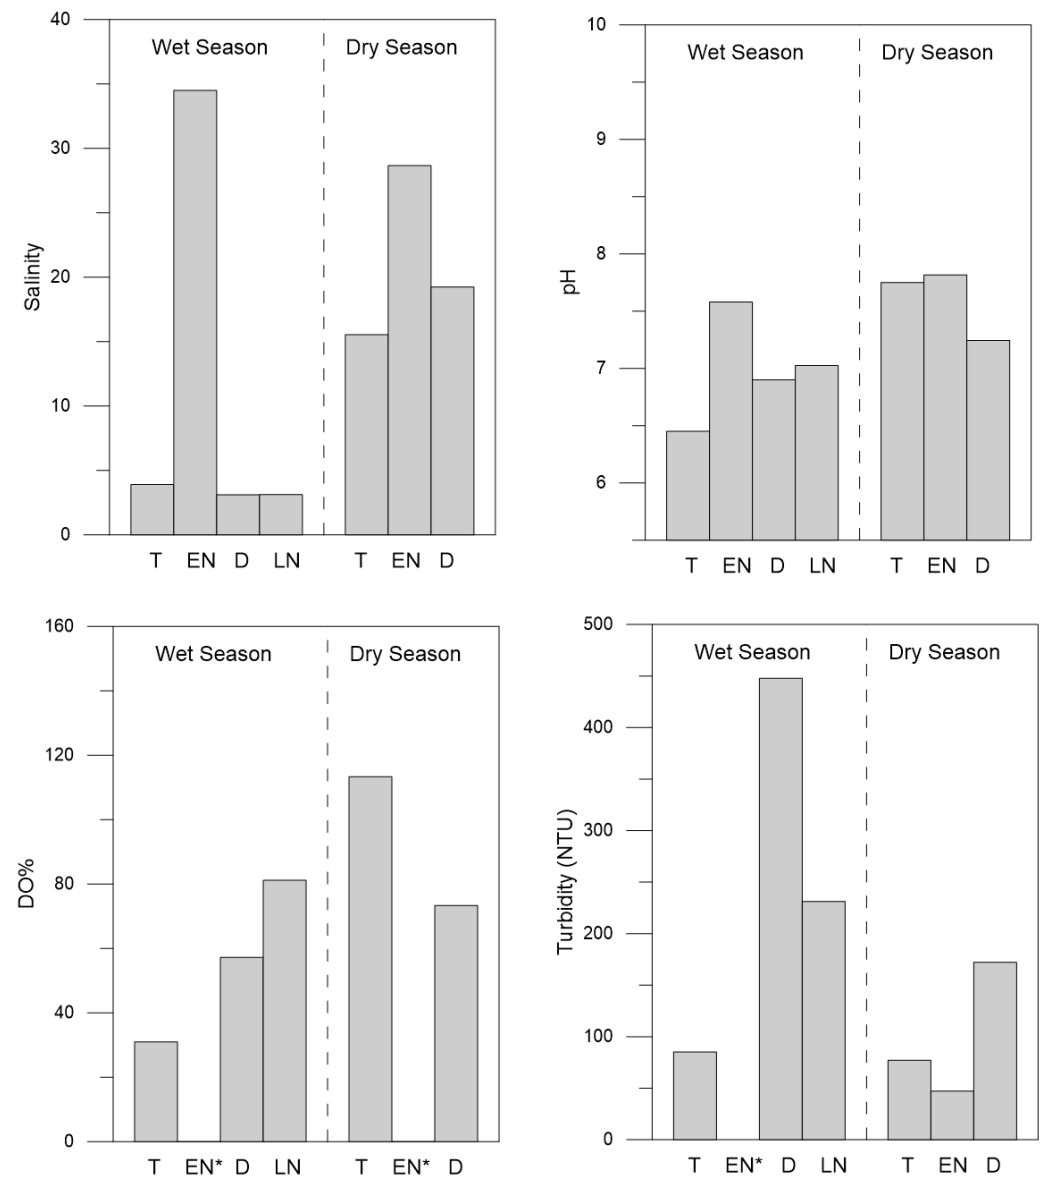 40
Wet Season Dry Season
30
20
10
0
Salinity
T EN D LN T EN D
10
Wet Season Dry Season
9
8
7
6
pH
T EN D LN T EN D
160
Wet Season Dry Season
120
80
40
0
DO%
T EN* D LN T EN* D
500
Wet Season Dry Season
400
300
200
100
0
Turbidity (NTU)
T EN* D LN T EN D